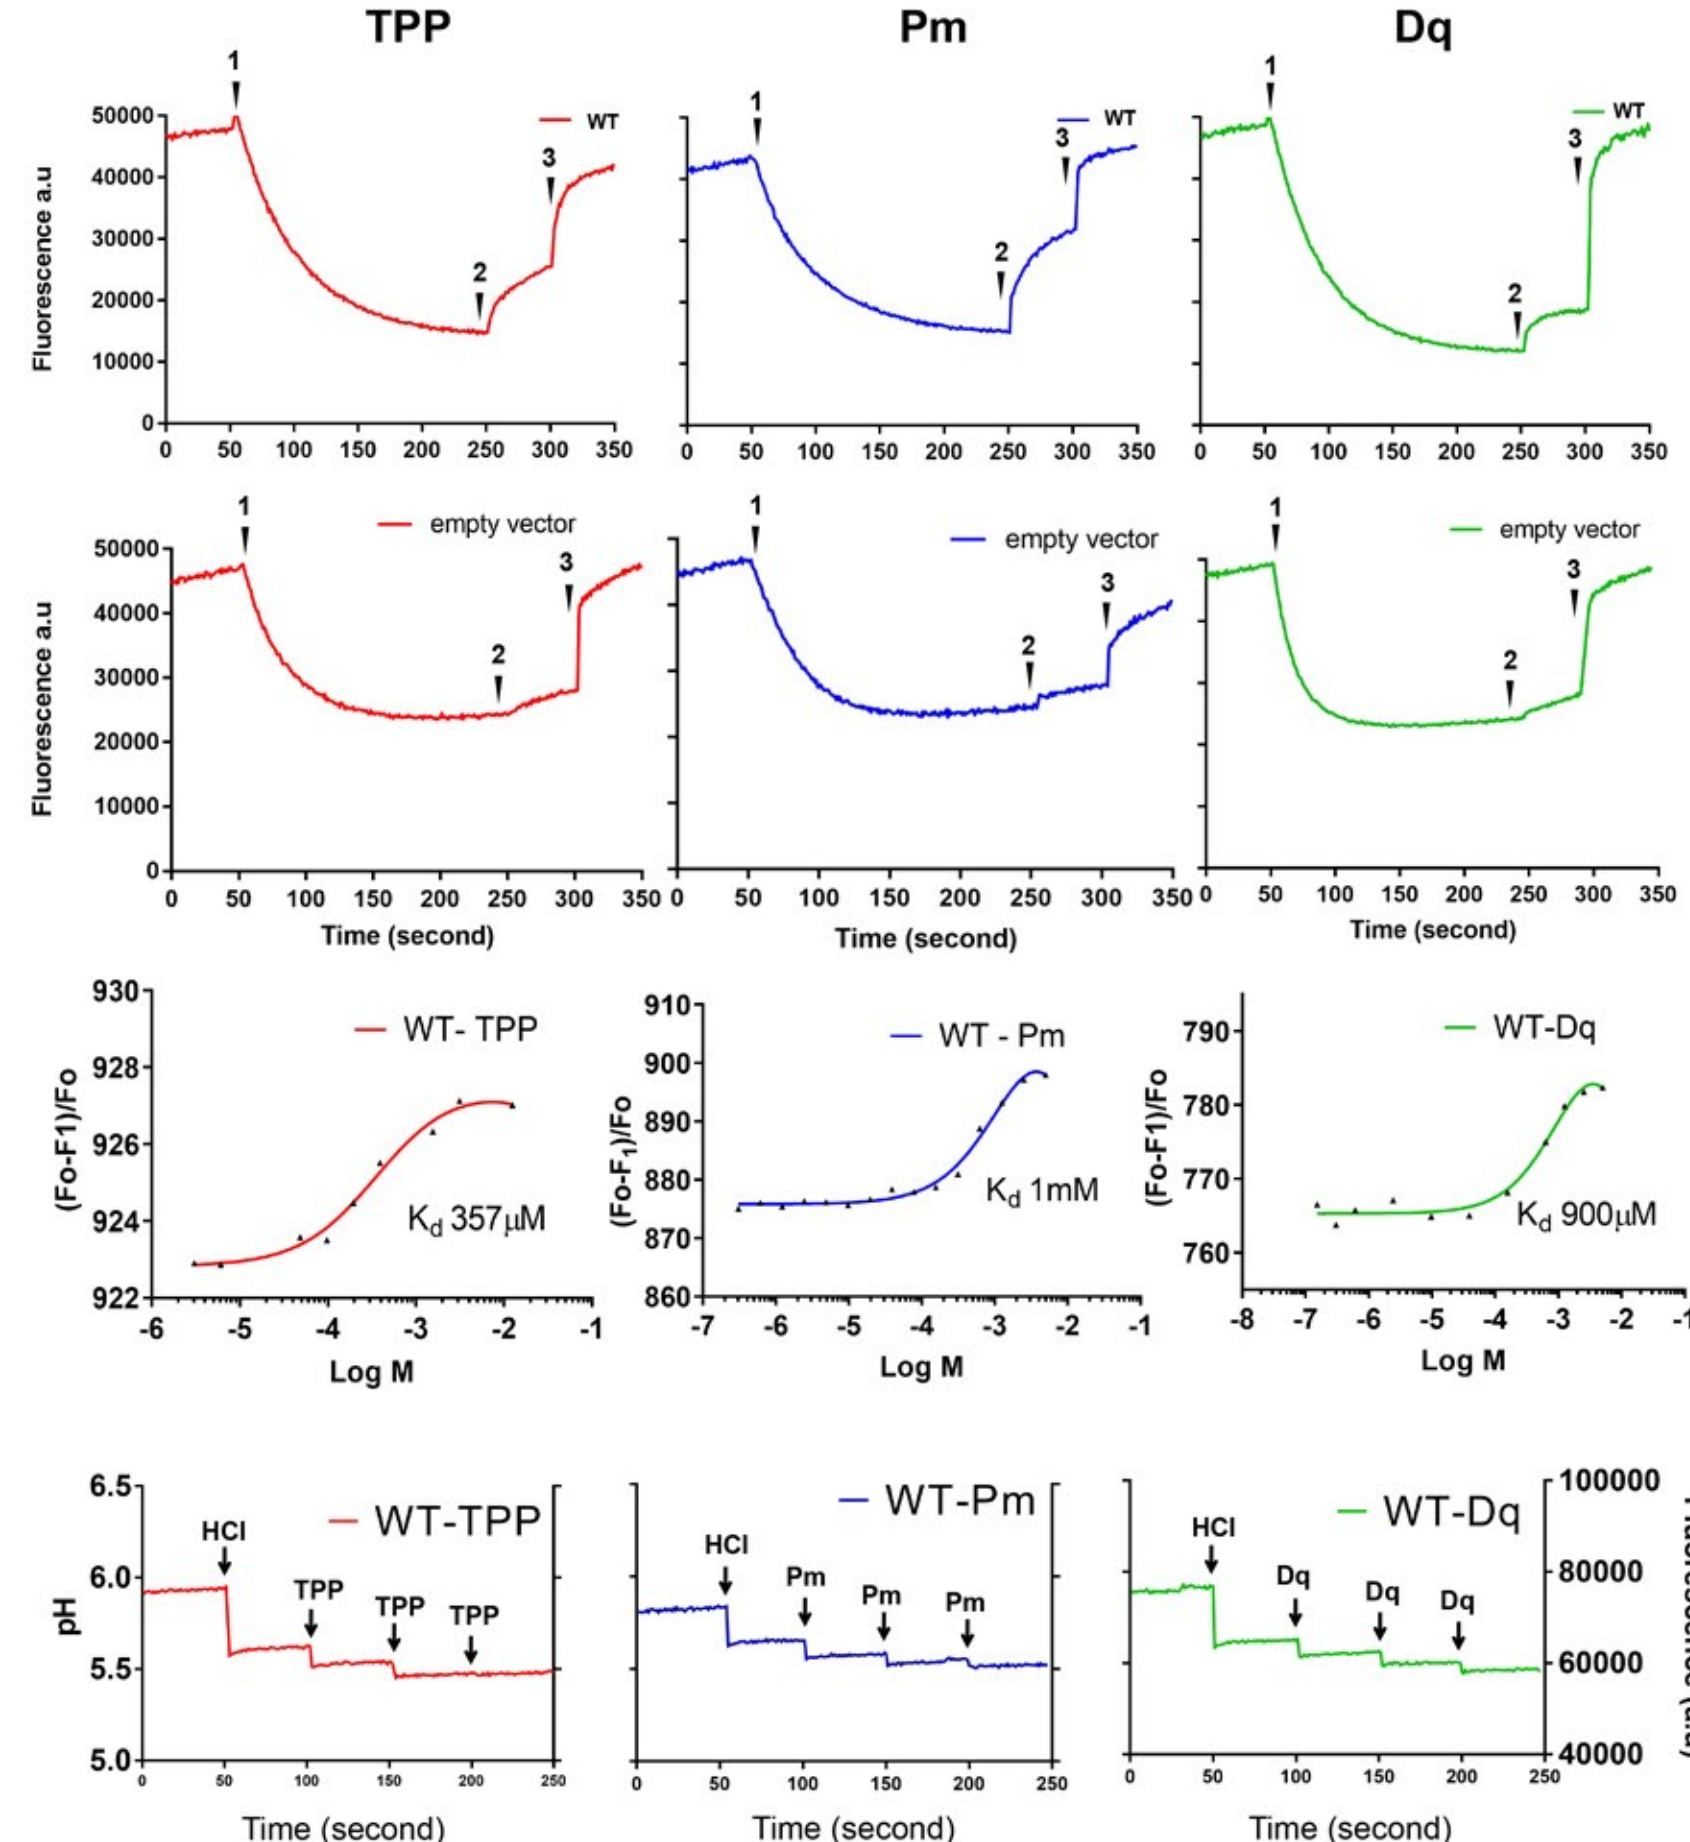 TPP Pm Dq
1
1
1
WT
WT
WT
3
3
3
2
2
2
Fluorescence a.u
50000
40000
30000
20000
10000
0
0 50 100 150 200 250 300 350
0 50 100 150 200 250 300 350
0 50 100 150 200 250 300 350
1
1
1
empty vector
empty vector
empty vector
3
3
3
2
2
2
Fluorescence a.u
50000
40000
30000
20000
10000
0
0 50 100 150 200 250 300 350
0 50 100 150 200 250 300 350
0 50 100 150 200 250 300 350
Time (second)
Time (second)
Time (second)
WT- TPP
(Fo-F1)/Fo
930
928
926
924
922
Kd 357µM
-6 -5 -4 -3 -2 -1
Log M
WT - Pm
(Fo-F1)/Fo
910
900
890
880
870
860
Kd 1mM
-7 -6 -5 -4 -3 -2 -1
Log M
WT-Dq
(Fo-F1)/Fo
790
780
770
760
Kd 900µM
-8 -7 -6 -5 -4 -3 -2 -1
Log M
WT-TPP
pH
6.5
6.0
5.5
5.0
HCl
TPP
TPP
TPP
0 50 100 150 200 250
Time (second)
WT-Pm
HCl
Pm
Pm
Pm
0 50 100 150 200 250
Time (second)
WT-Dq
HCl
Dq
Dq
Dq
100000
80000
60000
40000
0 50 100 150 200 250
Time (second)